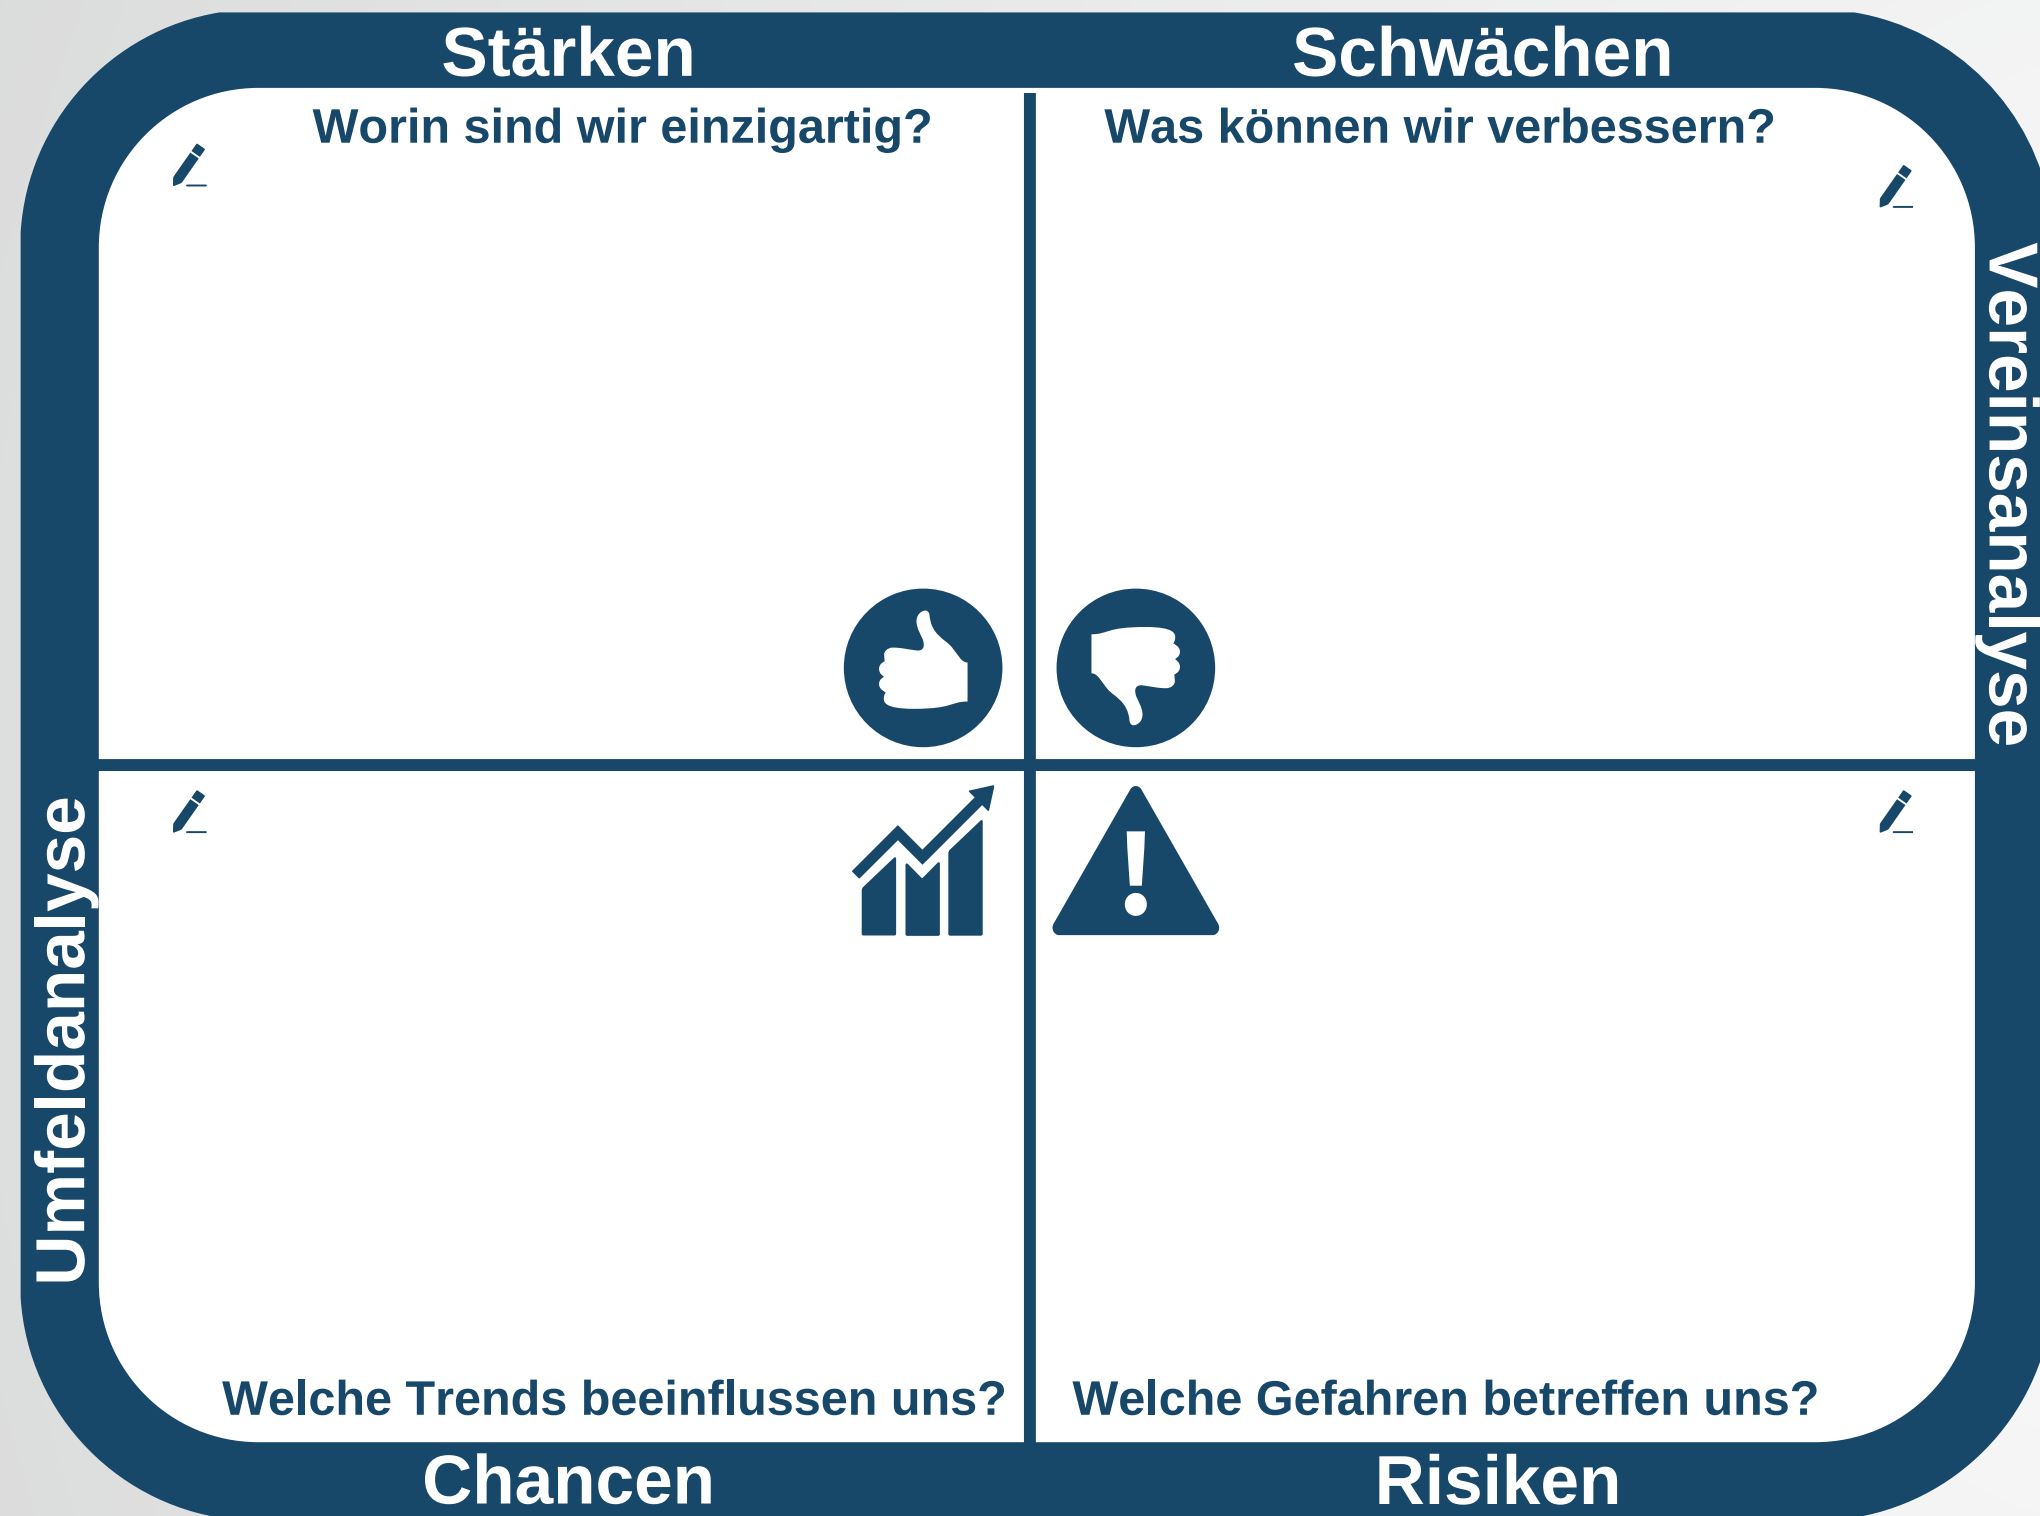 Stärken
Schwächen
Worin sind wir einzigartig?
Was können wir verbessern?
Vereinsanalyse
Umfeldanalyse
Welche Trends beeinflussen uns?
Welche Gefahren betreffen uns?
Chancen
Risiken